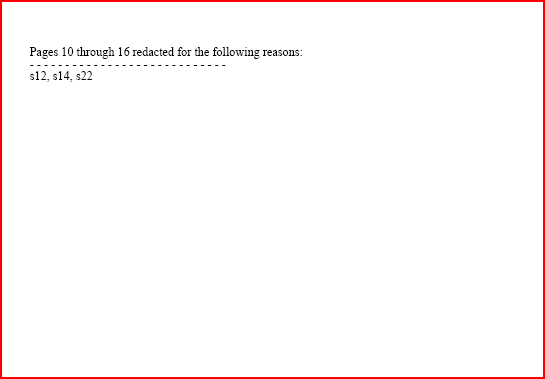 Pages 10 through 16 redacted for the following reasons:
- - - - - - - - - - - - - - - - - - - - - - - - - - - -
s12, s14, s22